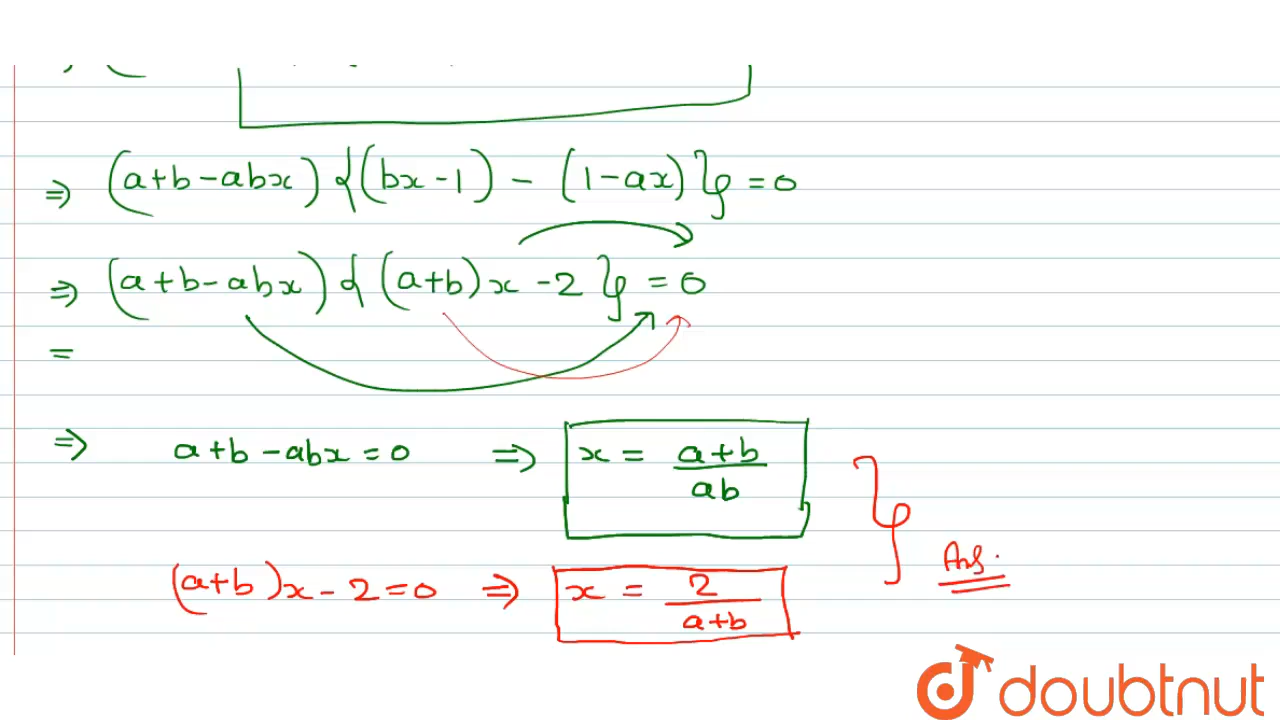 ⇒ (a+b-abx) {(bx-1) - (1-ax)} = 0
⇒ (a+b-abx) {(a+b)x-2} = 0
=
⇒ a+b-abx=0 ⇒ x = a+b/ab
(a+b)x-2=0 ⇒ x = 2/a+b
Ans.
doubtnut